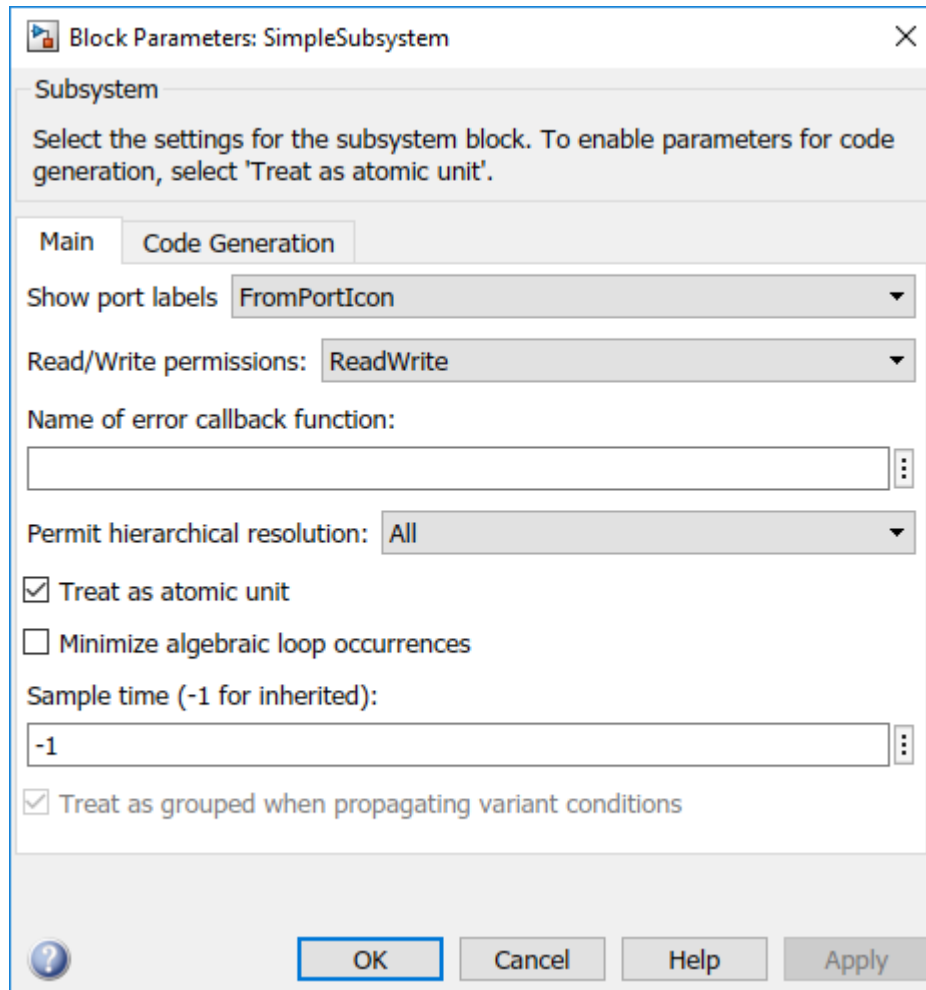 Block Parameters: SimpleSubsystem
Subsystem
Select the settings for the subsystem block. To enable parameters for code
generation, select 'Treat as atomic unit'.
Main Code Generation
Show port labels FromPortIcon
Read/Write permissions: ReadWrite
Name of error callback function:
Permit hierarchical resolution: All
Treat as atomic unit
Minimize algebraic loop occurrences
Sample time (-1 for inherited):
-1
Treat as grouped when propagating variant conditions
? OK Cancel Help Apply